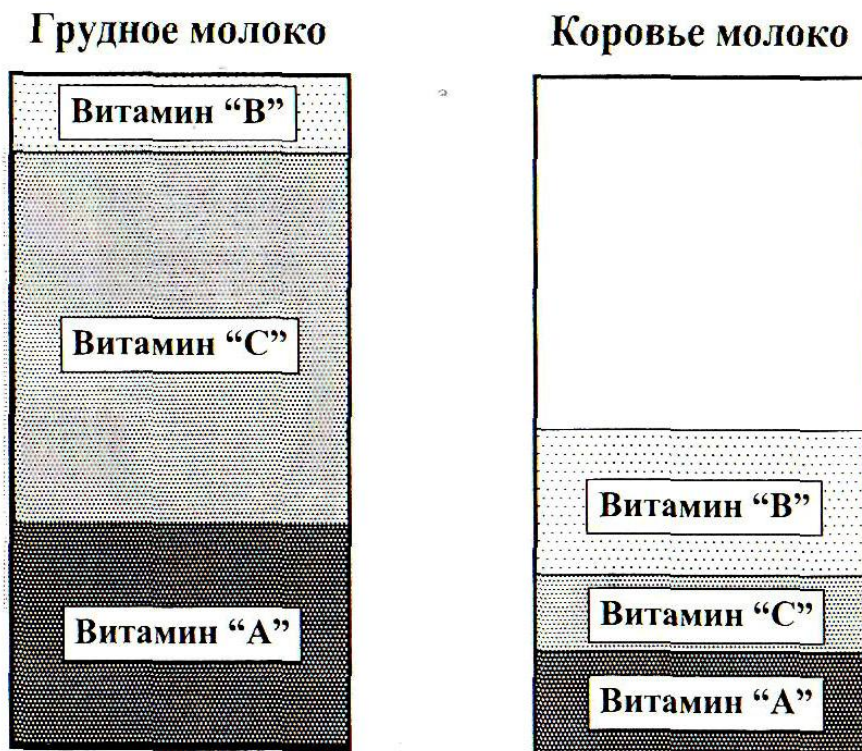 Грудное молоко
Витамин “В”
Витамин “С”
Витамин “А”
Коровье молоко
Витамин “В”
Витамин “С”
Витамин “А”